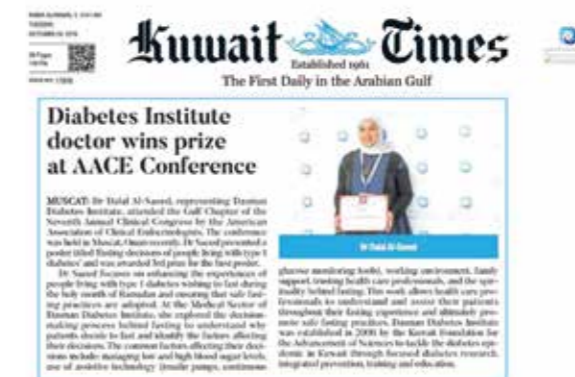 TUESDAY,
Kuwait Times
Established 1961
The First Daily in the Arabian Gulf
Diabetes Institute
doctor wins prize
at AACE Conference
Dr Dalal Al-Saeed
MUSCAT: Dr Dalal Al-Saeed, representing Dasman
Diabetes Institute, attended the Gulf Chapter of the
Seventh Annual Clinical Congress by the American
Association of Clinical Endocrinologists. The conference
was held in Muscat, Oman recently. Dr Saeed presented a
poster titled 'fasting decisions of people living with type 1
diabetes' and was awarded 3rd prize for the best poster.
Dr. Saeed focuses on enhancing the experiences of
people living with type 1 diabetes wishing to fast during
the holy month of Ramadan and ensuring that safe fast-
ing practices are adopted. At the Medical Sector of
Dasman Diabetes Institute, she explored the decision-
making process behind fasting to understand why
patients decide to fast and identify the factors affecting
their decisions. The common factors affecting their deci-
sions include: managing low and high blood sugar levels,
use of assistive technology (insulin pumps, continuous
glucose monitoring tools), working environment, family
support, trusting health care professionals, and the spir-
ituality behind fasting. This work allows health care pro-
fessionals to understand and assist their patients
throughout their fasting experience and ultimately pro-
mote safe fasting practices. Dasman Diabetes Institute
was established in 2006 by the Kuwait Foundation for
the Advancement of Sciences to tackle the diabetes epi-
demic in Kuwait through focused diabetes research,
integrated prevention, training and education.